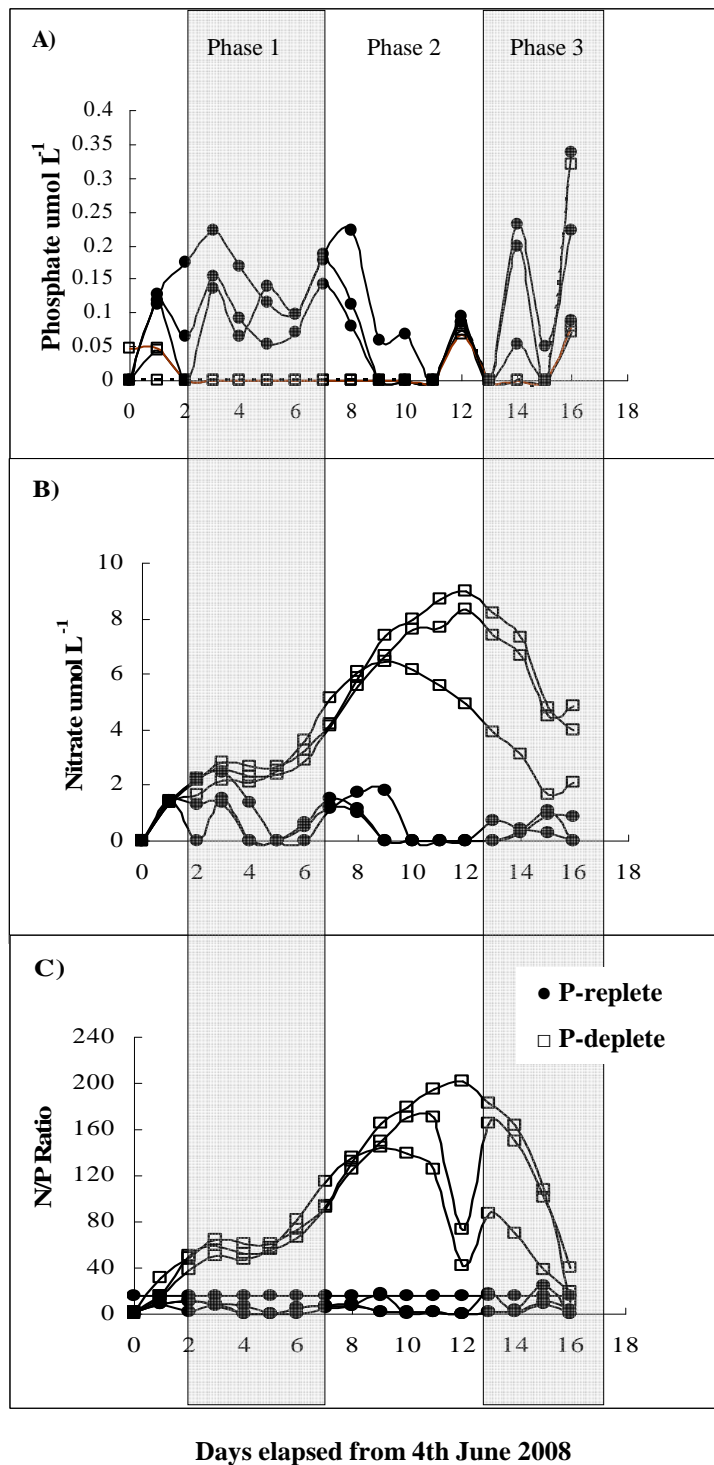 A)
Phase 1 Phase 2 Phase 3
0.4
0.35
0.3
0.25
0.2
0.15
0.1
0.05
0
Phosphate umol L-1
0 2 4 6 8 10 12 14 16 18
B)
10
8
6
4
2
0
Nitrate umol L-1
0 2 4 6 8 10 12 14 16 18
C)
P-replete
P-deplete
240
200
160
120
80
40
0
N/P Ratio
0 2 4 6 8 10 12 14 16 18
Days elapsed from 4th June 2008